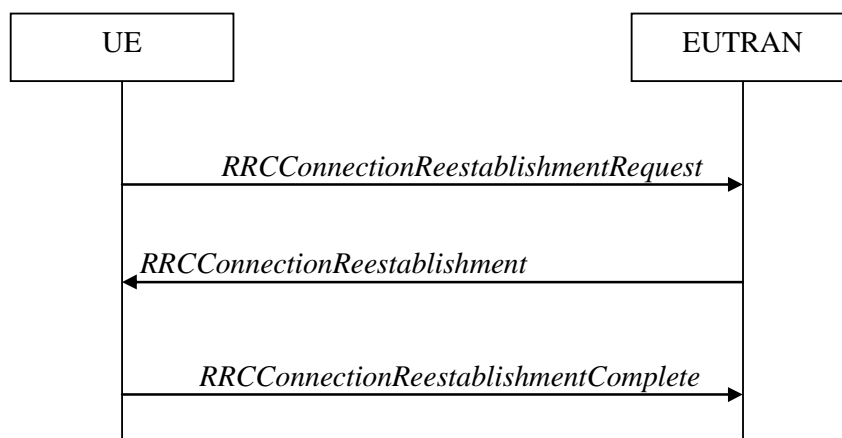 UE
EUTRAN
RRCConnectionReestablishmentRequest
RRCConnectionReestablishment
RRCConnectionReestablishmentComplete